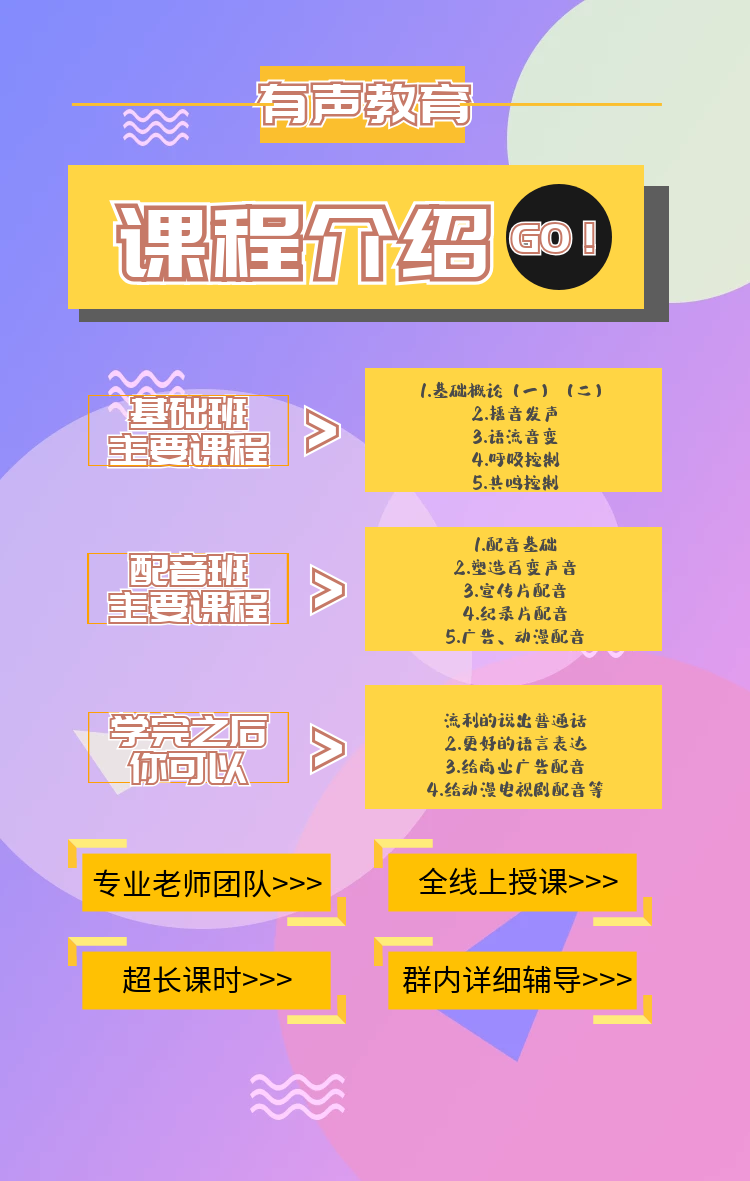 有声教育
课程介绍 GO！
基础班
主要课程
>
1.基础概论（一）（二）
2.播音发声
3.语流音变
4.呼吸控制
5.共鸣控制
配音班
主要课程
>
1.配音基础
2.塑造百变声音
3.宣传片配音
4.纪录片配音
5.广告、动漫配音
学完之后
你可以
>
流利的说出普通话
2.更好的语言表达
3.给商业广告配音
4.给动漫电视剧配音等
专业老师团队>>>
全线上授课>>>
超长课时>>>
群内详细辅导>>>